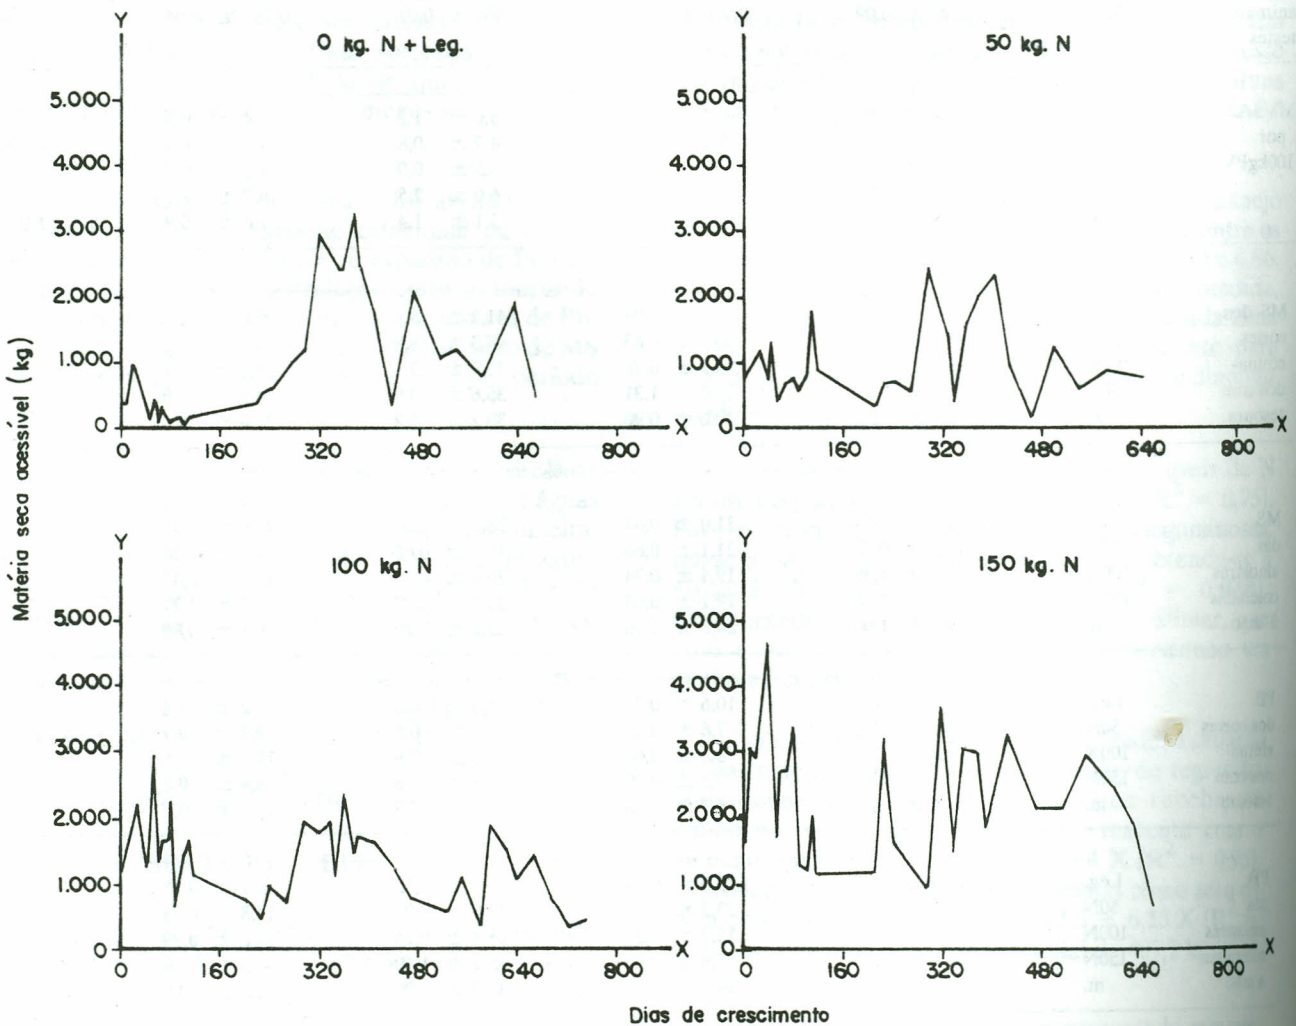 Y
0 kg. N + Leg.
5.000
4.000
3.000
2.000
1.000
0
0 160 320 480 640 800
X
Y
50 kg. N
5.000
4.000
3.000
2.000
1.000
0
0 160 320 480 640 800
X
Matéria seca acessível (kg)
Y
100 kg. N
5.000
4.000
3.000
2.000
1.000
0
0 160 320 480 640 800
X
Y
150 kg. N
5.000
4.000
3.000
2.000
1.000
0
0 160 320 480 640 800
X
Dias de crescimento